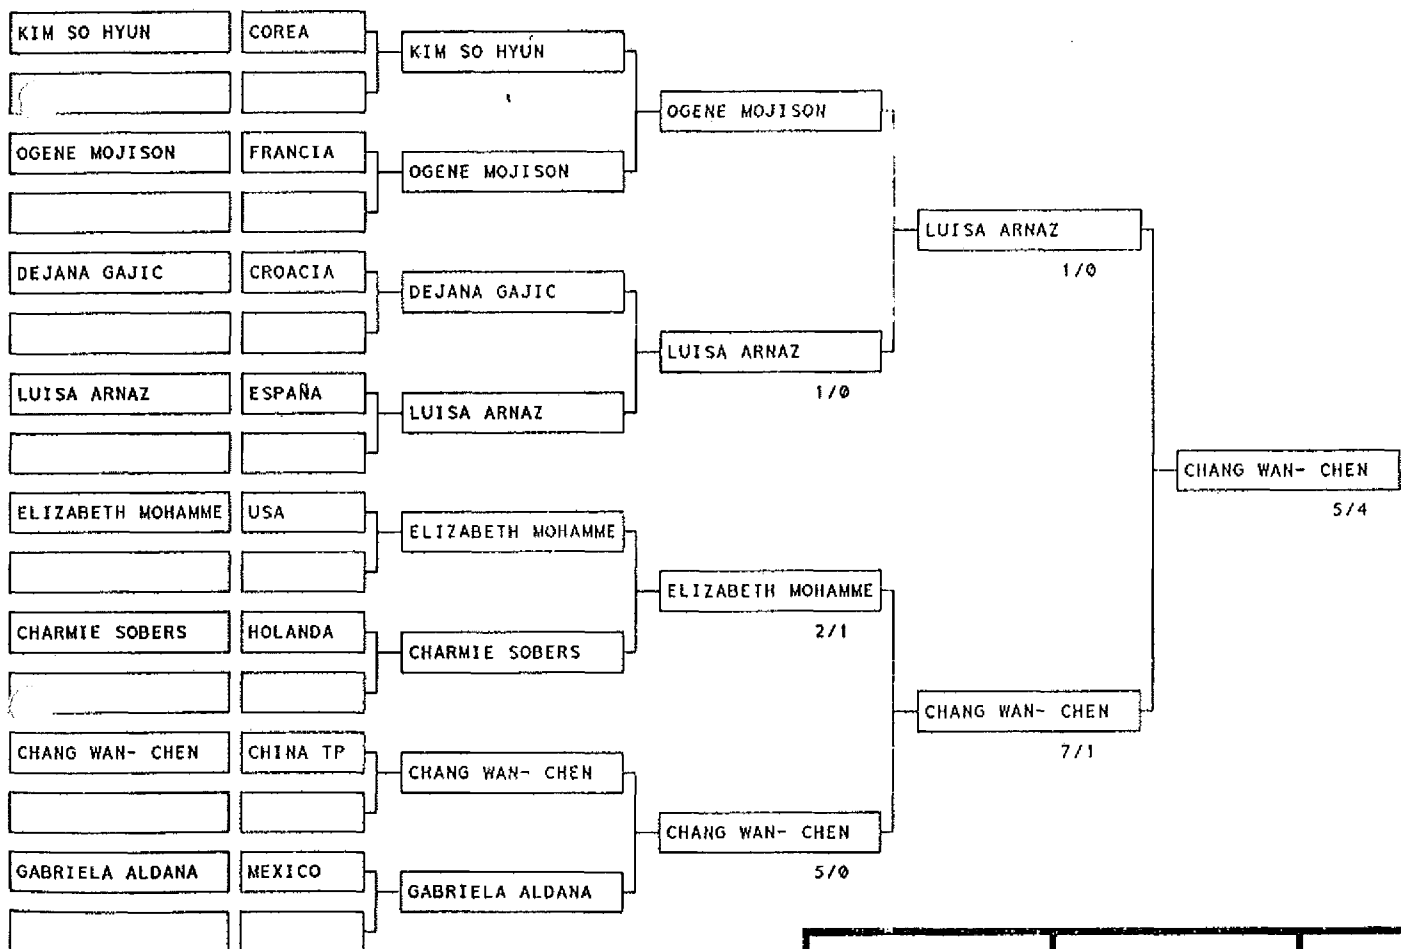 KIM SO HYUN COREA
KIM SO HYUN
OGENE MOJISON
OGENE MOJISON FRANCIA
OGENE MOJISON
LUISA ARNAZ
1/0
DEJANA GAJIC CROACIA
DEJANA GAJIC
LUISA ARNAZ
1/0
LUISA ARNAZ ESPAÑA
LUISA ARNAZ
CHANG WAN- CHEN
5/4
ELIZABETH MOHAMME USA
ELIZABETH MOHAMME
ELIZABETH MOHAMME
2/1
CHARMIE SOBERS HOLANDA
CHARMIE SOBERS
CHANG WAN- CHEN
7/1
CHANG WAN- CHEN CHINA TP
CHANG WAN- CHEN
CHANG WAN- CHEN
5/0
GABRIELA ALDANA MEXICO
GABRIELA ALDANA